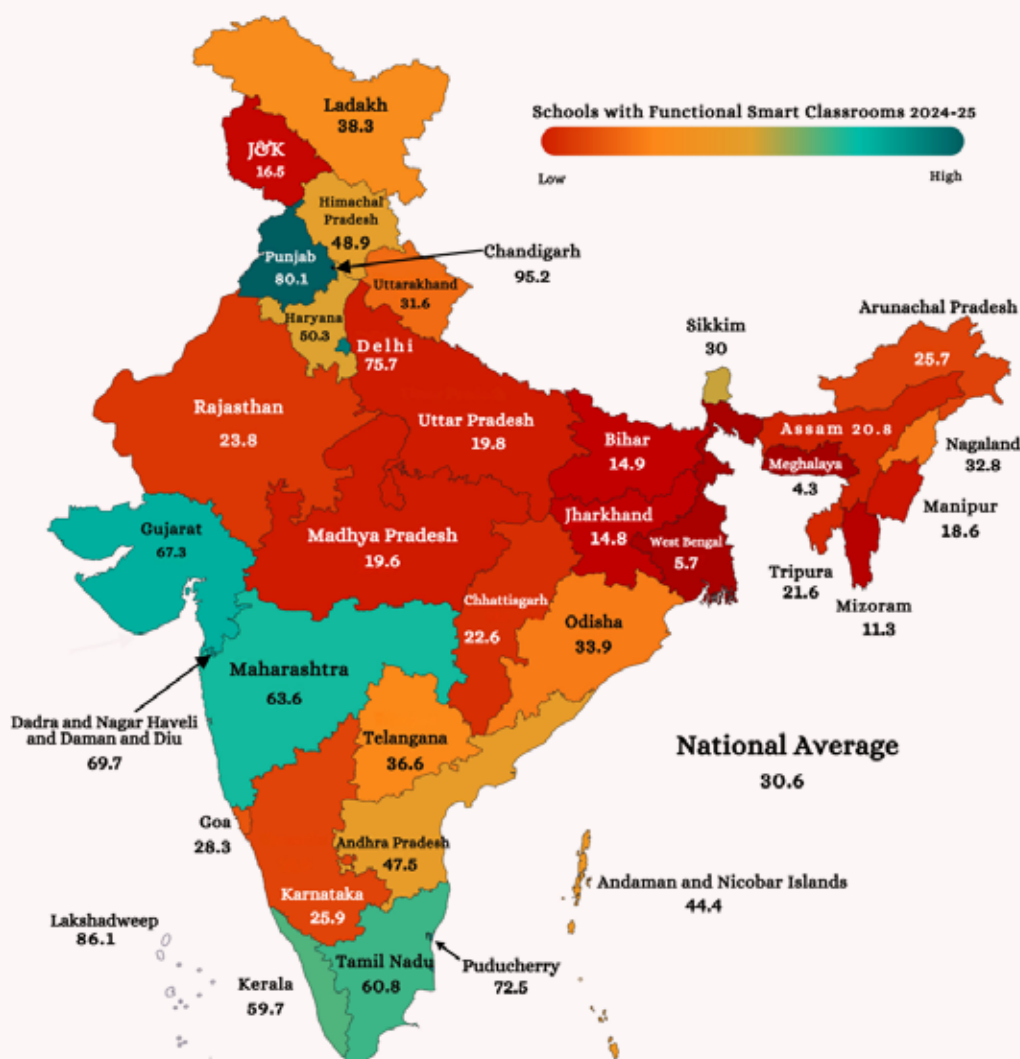 Schools with Functional Smart Classrooms 2024-25
Low
High
Ladakh
38.3
J&K
16.5
Himachal
Pradesh
48.9
Punjab
80.1
Chandigarh
95.2
Uttarakhand
31.6
Haryana
50.3
Delhi
75.7
Sikkim
30
Arunachal Pradesh
25.7
Rajasthan
23.8
Uttar Pradesh
19.8
Bihar
14.9
Assam 20.8
Nagaland
32.8
Meghalaya
4.3
Manipur
18.6
Gujarat
67.3
Madhya Pradesh
19.6
Jharkhand
14.8
West Bengal
5.7
Tripura
21.6
Mizoram
11.3
Chhattisgarh
22.6
Odisha
33.9
Maharashtra
63.6
Dadra and Nagar Haveli
and Daman and Diu
69.7
Telangana
36.6
National Average
30.6
Goa
28.3
Andhra Pradesh
47.5
Karnataka
25.9
Andaman and Nicobar Islands
44.4
Lakshadweep
86.1
Kerala
59.7
Tamil Nadu
60.8
Puducherry
72.5